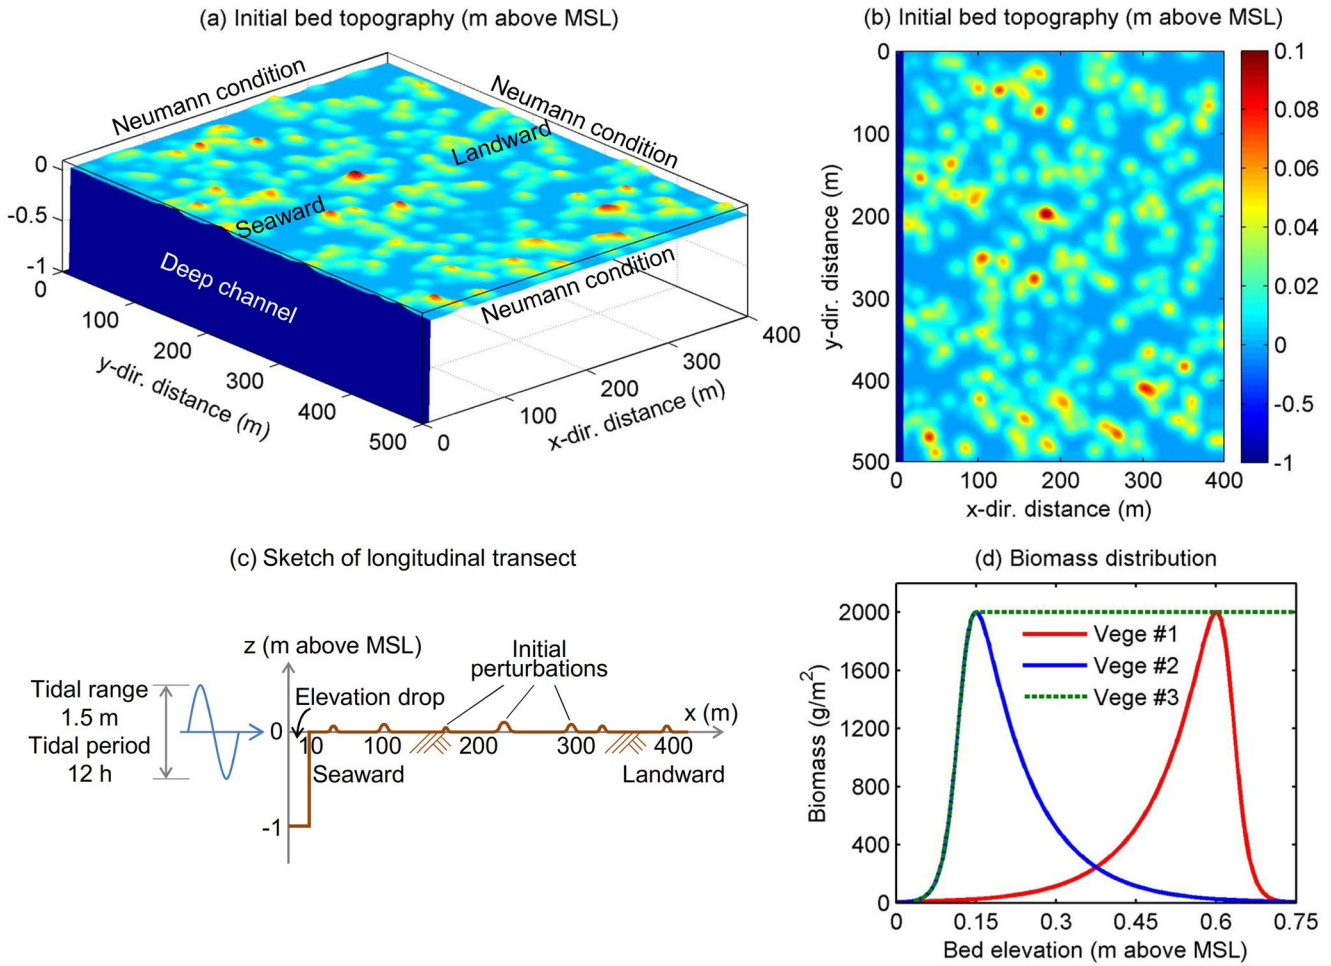 (a) Initial bed topography (m above MSL)
Neumann condition
Neumann condition
Landward
Seaward
Deep channel
Neumann condition
0
-0.5
-1
0
100
200
300
400
500
y-dir. distance (m)
0
100
200
300
400
x-dir. distance (m)
(b) Initial bed topography (m above MSL)
0
100
200
300
400
500
y-dir. distance (m)
0
100
200
300
400
x-dir. distance (m)
0.1
0.08
0.06
0.04
0.02
0
-0.5
-1
(c) Sketch of longitudinal transect
z (m above MSL)
Initial
perturbations
Tidal range
1.5 m
Tidal period
12 h
Elevation drop
x (m)
0
10
100
200
300
400
Seaward
Landward
-1
(d) Biomass distribution
2000
1600
1200
800
400
0
Biomass (g/m²)
Vege #1
Vege #2
Vege #3
0
0.15
0.3
0.45
0.6
0.75
Bed elevation (m above MSL)